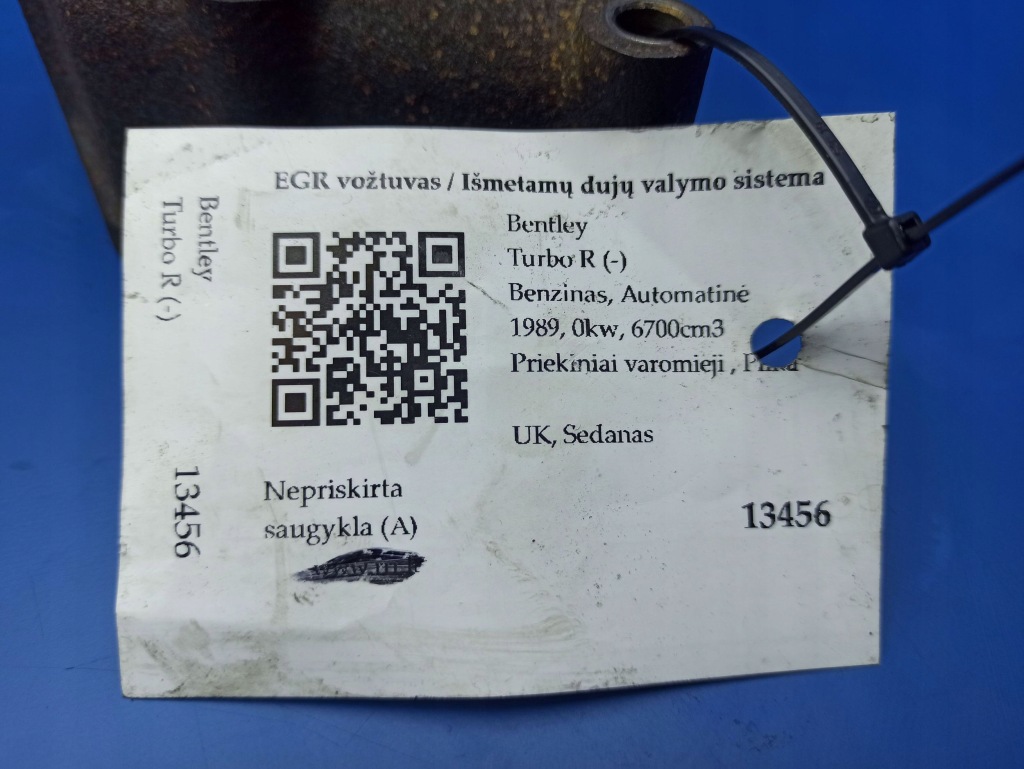 EGR vožtuvas / Išmetamų dujų valymo sistema
Bentley
Turbo R (-)
Benzinas, Automatinė
1989, 0kw, 6700cm3
Priekiniai varomieji ,
UK, Sedanas
Nepriskirta
saugykla (A)
13456
Bentley
Turbo R (-)
13456